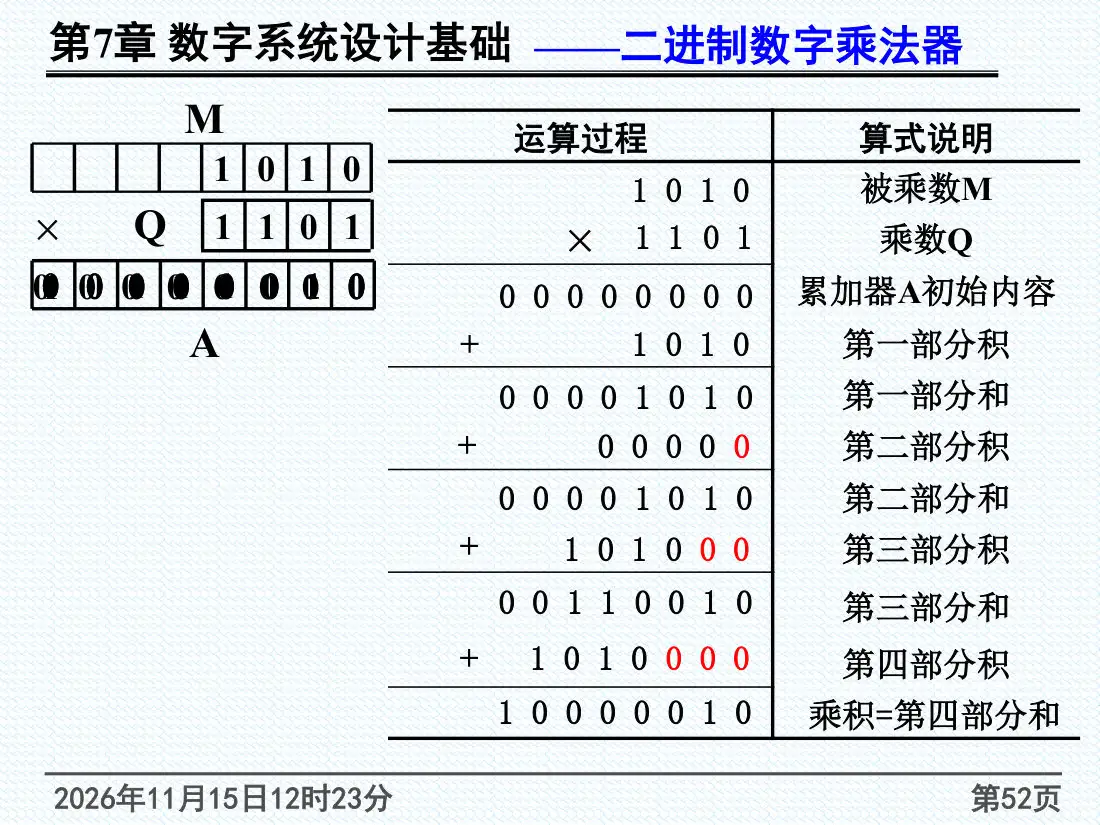 第7章 数字系统设计基础 ——二进制数字乘法器
M
1 0 1 0
× Q 1 1 0 1
A
运算过程 算式说明
1 0 1 0 被乘数M
× 1 1 0 1 乘数Q
0 0 0 0 0 0 0 0 累加器A初始内容
+ 1 0 1 0 第一部分积
0 0 0 0 1 0 1 0 第一部分和
+ 0 0 0 0 0 第二部分积
0 0 0 0 1 0 1 0 第二部分和
+ 1 0 1 0 0 0 第三部分积
0 0 1 1 0 0 1 0 第三部分和
+ 1 0 1 0 0 0 0 第四部分积
1 0 0 0 0 0 1 0 乘积=第四部分和
2026年11月15日12时23分 第52页